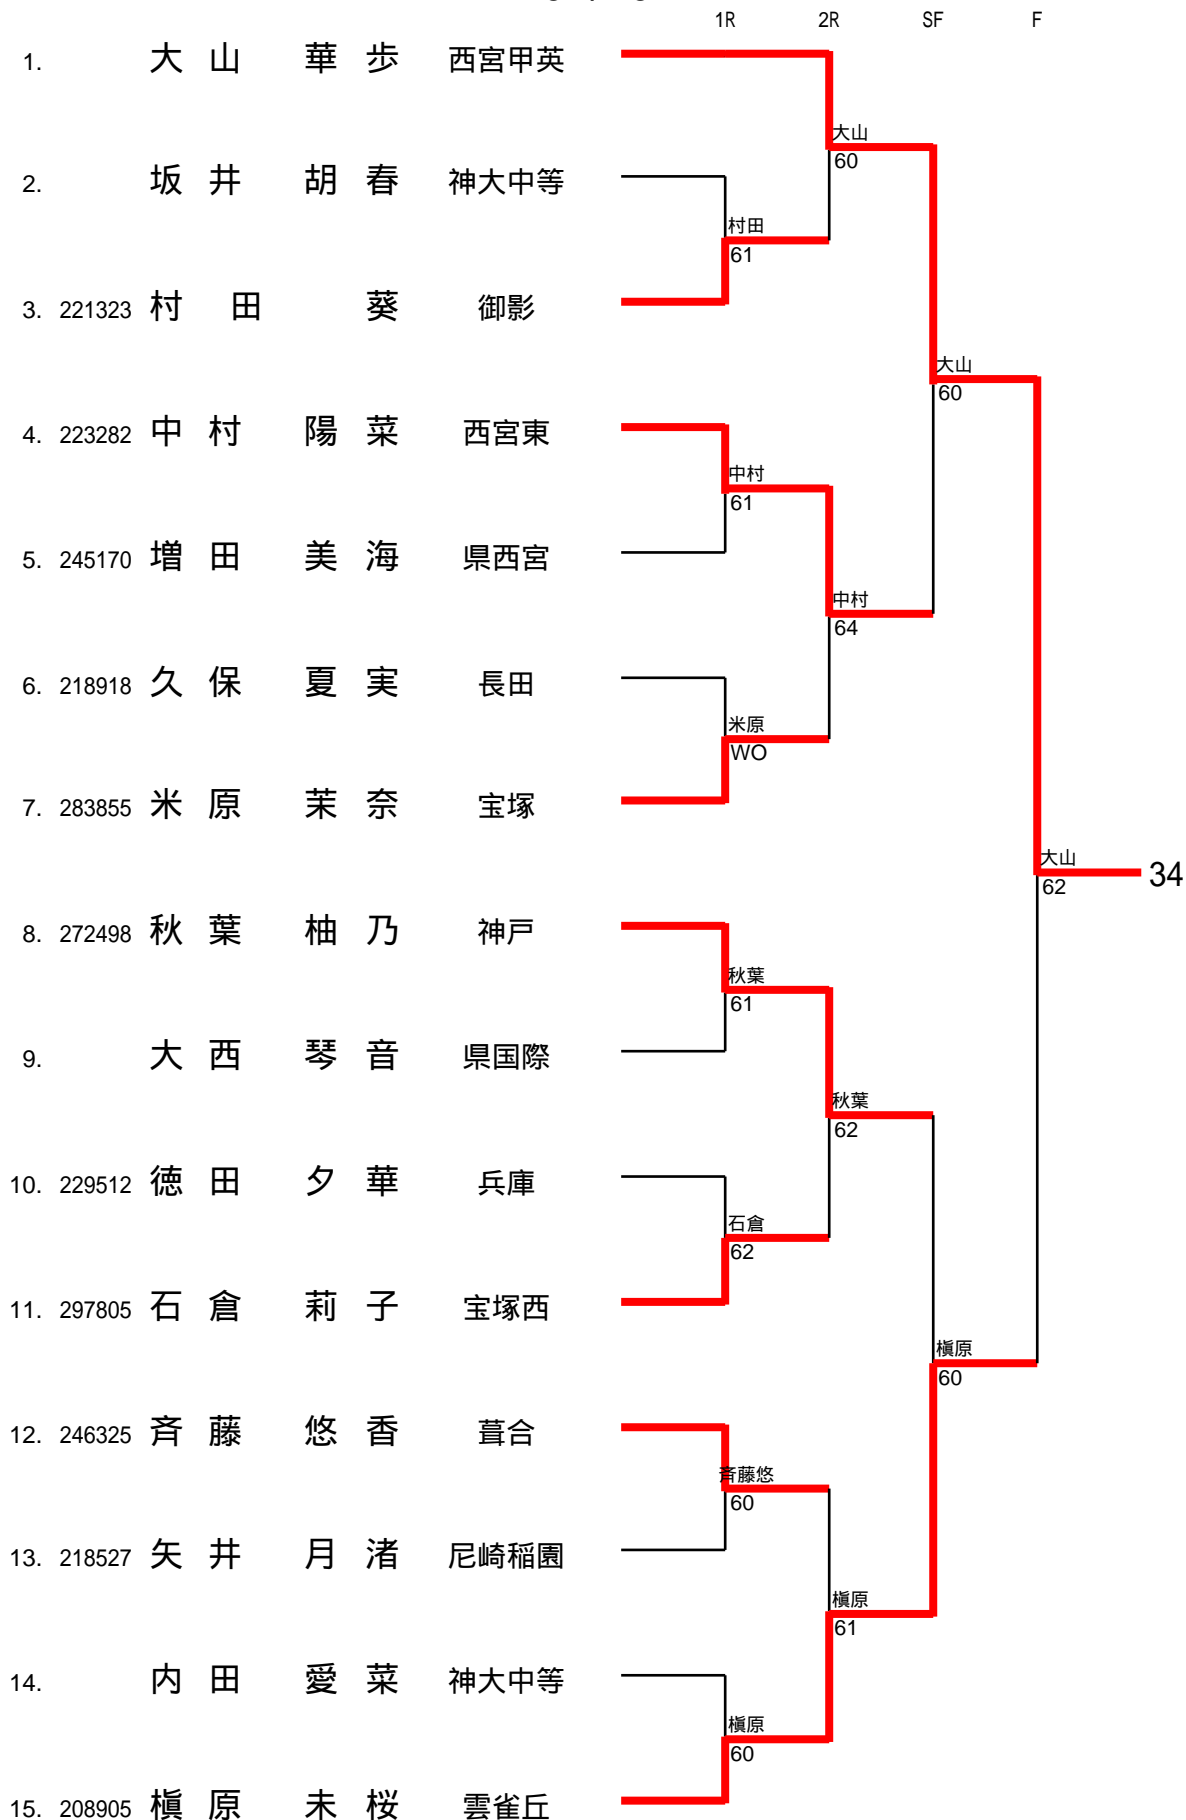 1R 2R SF F
1. 大山 華歩 西宮甲英
大山
60
2. 坂井 胡春 神大中等
村田
61
3. 221323 村田 葵 御影
大山
60
4. 223282 中村 陽菜 西宮東
中村
61
5. 245170 増田 美海 県西宮
中村
64
6. 218918 久保 夏実 長田
米原
WO
7. 283855 米原 茉奈 宝塚
大山
62
34
8. 272498 秋葉 柚乃 神戸
秋葉
61
9. 大西 琴音 県国際
秋葉
62
10. 229512 徳田 夕華 兵庫
石倉
62
11. 297805 石倉 莉子 宝塚西
槇原
60
12. 246325 斉藤 悠香 葺合
斉藤悠
60
13. 218527 矢井 月渚 尼崎稲園
槇原
61
14. 内田 愛菜 神大中等
槇原
60
15. 208905 槇原 未桜 雲雀丘